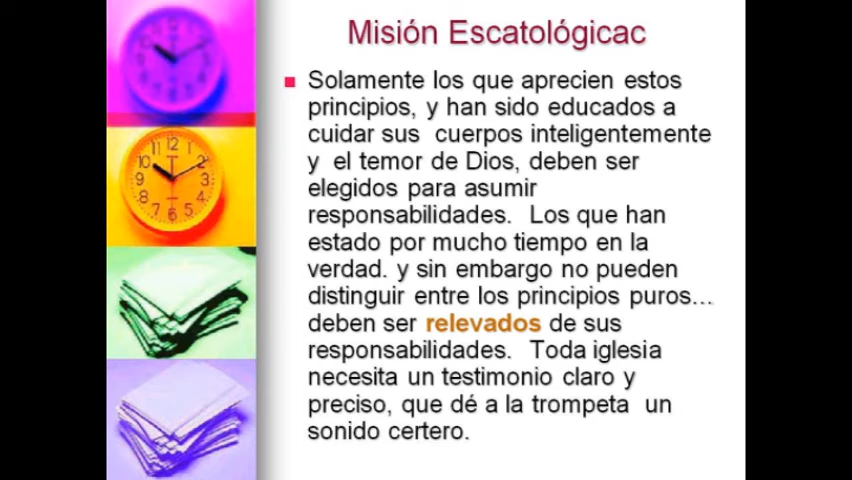 Misión Escatológicac
Solamente los que aprecien estos
principios, y han sido educados a
cuidar sus cuerpos inteligentemente
y el temor de Dios, deben ser
elegidos para asumir
responsabilidades. Los que han
estado por mucho tiempo en la
verdad. y sin embargo no pueden
distinguir entre los principios puros...
deben ser relevados de sus
responsabilidades. Toda iglesia
necesita un testimonio claro y
preciso, que dé a la trompeta un
sonido certero.